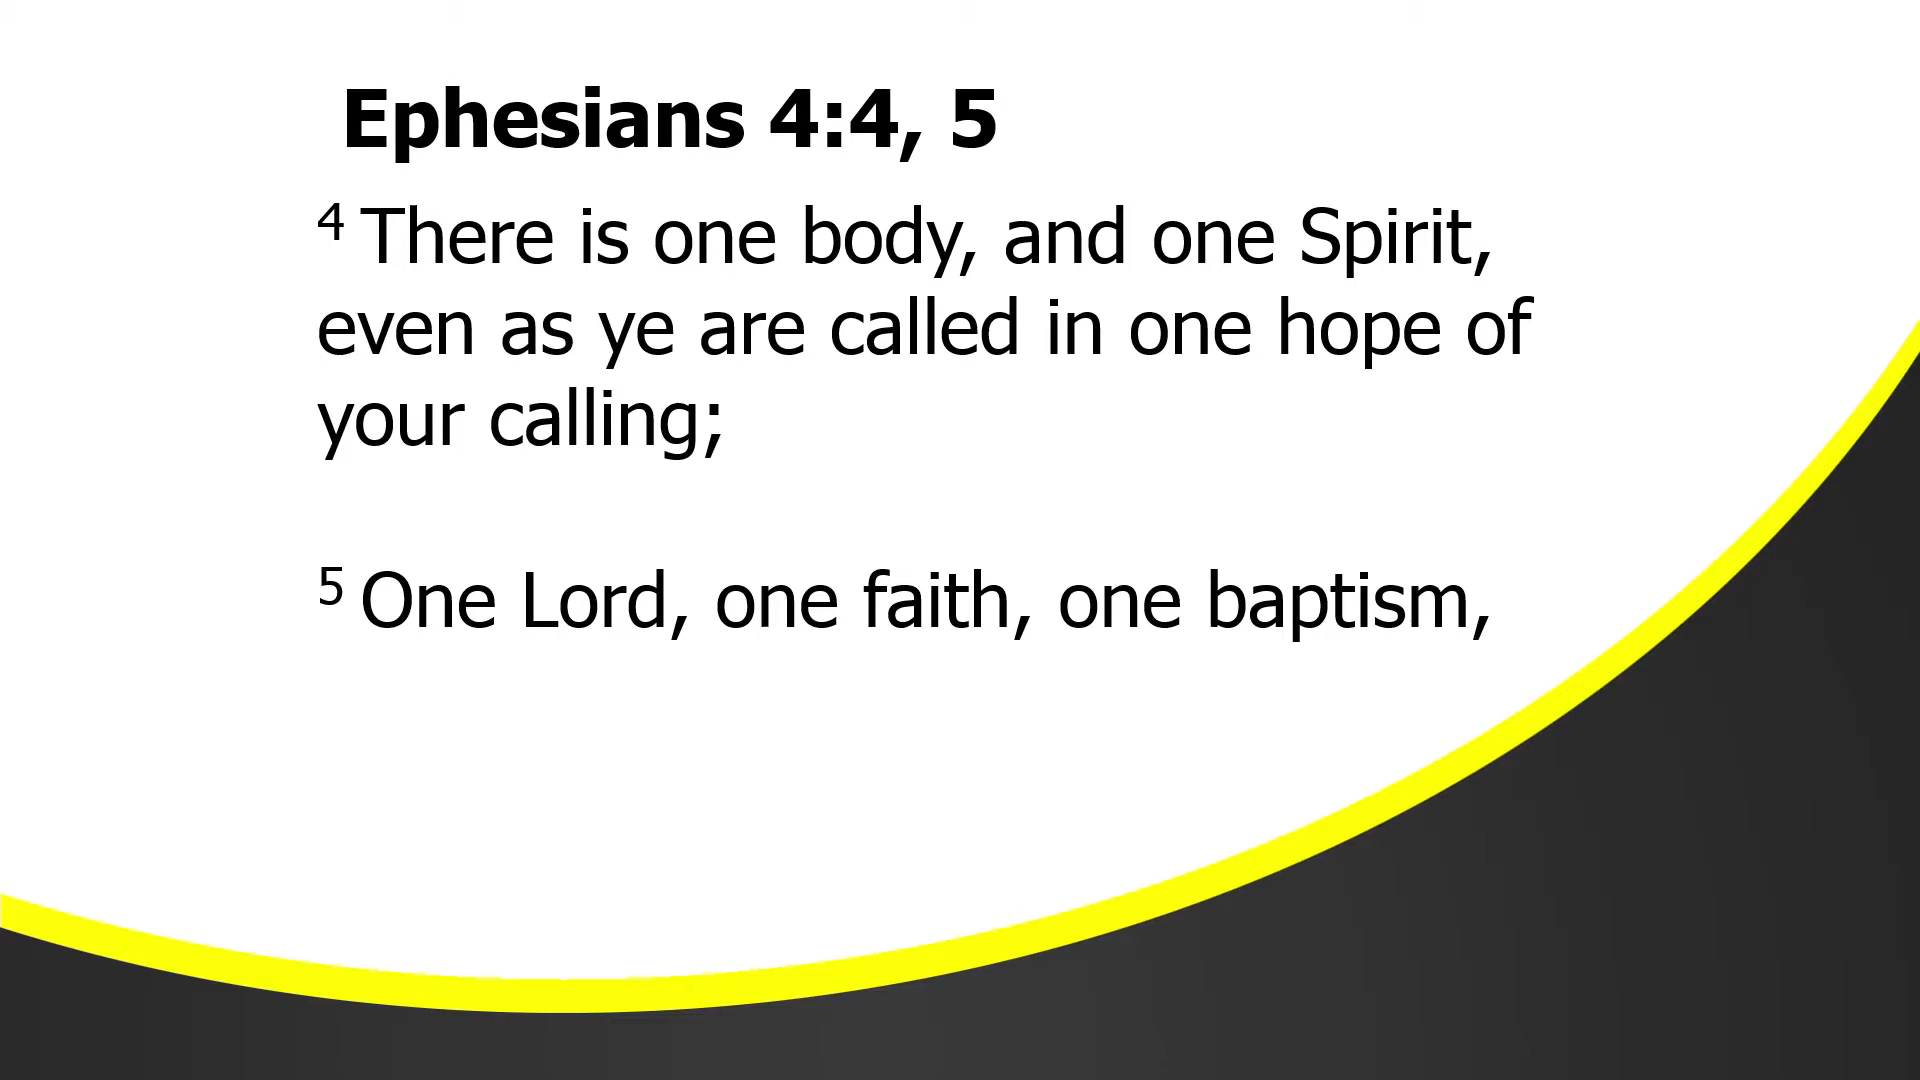 Ephesians 4:4, 5
4 There is one body, and one Spirit,
even as ye are called in one hope of
your calling;
5 One Lord, one faith, one baptism,